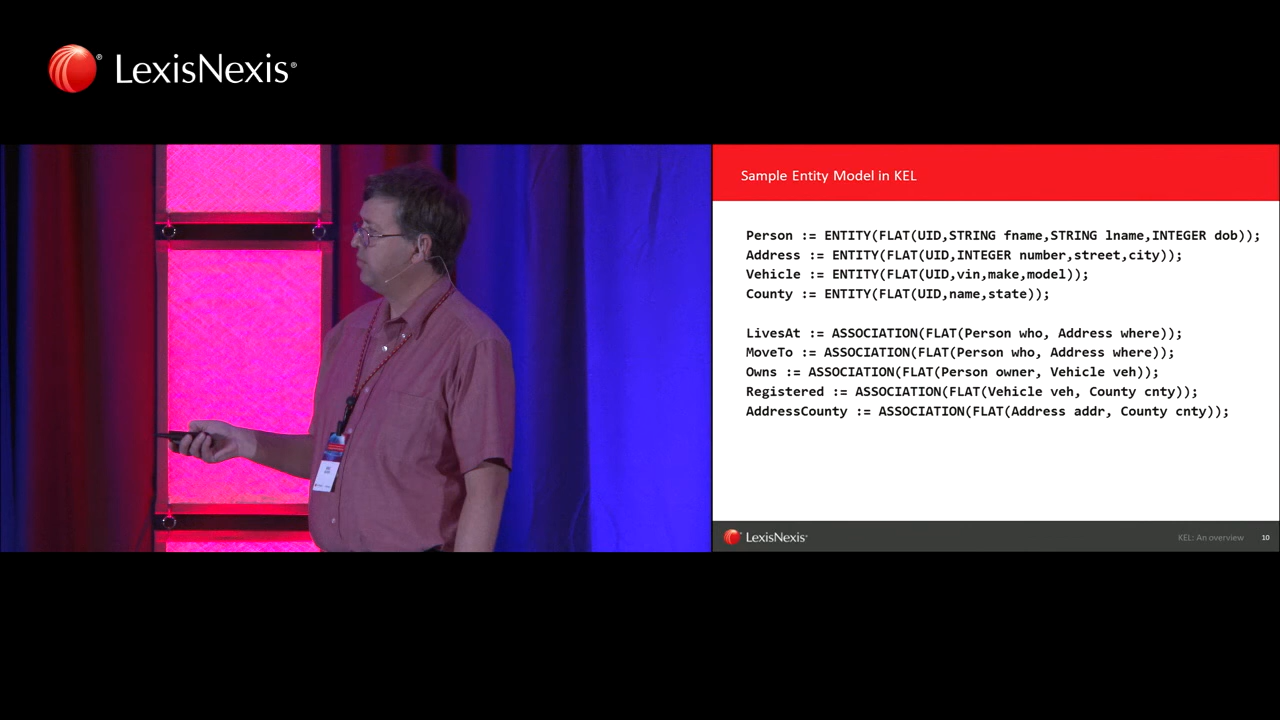 LexisNexis®
Sample Entity Model in KEL
Person := ENTITY(FLAT(UID,STRING fname,STRING lname,INTEGER dob));
Address := ENTITY(FLAT(UID,INTEGER number,street,city));
Vehicle := ENTITY(FLAT(UID,vin,make,model));
County := ENTITY(FLAT(UID,name,state));
LivesAt := ASSOCIATION(FLAT(Person who, Address where));
MoveTo := ASSOCIATION(FLAT(Person who, Address where));
Owns := ASSOCIATION(FLAT(Person owner, Vehicle veh));
Registered := ASSOCIATION(FLAT(Vehicle veh, County cnty));
AddressCounty := ASSOCIATION(FLAT(Address addr, County cnty));
LexisNexis®
KEL: An overview 10